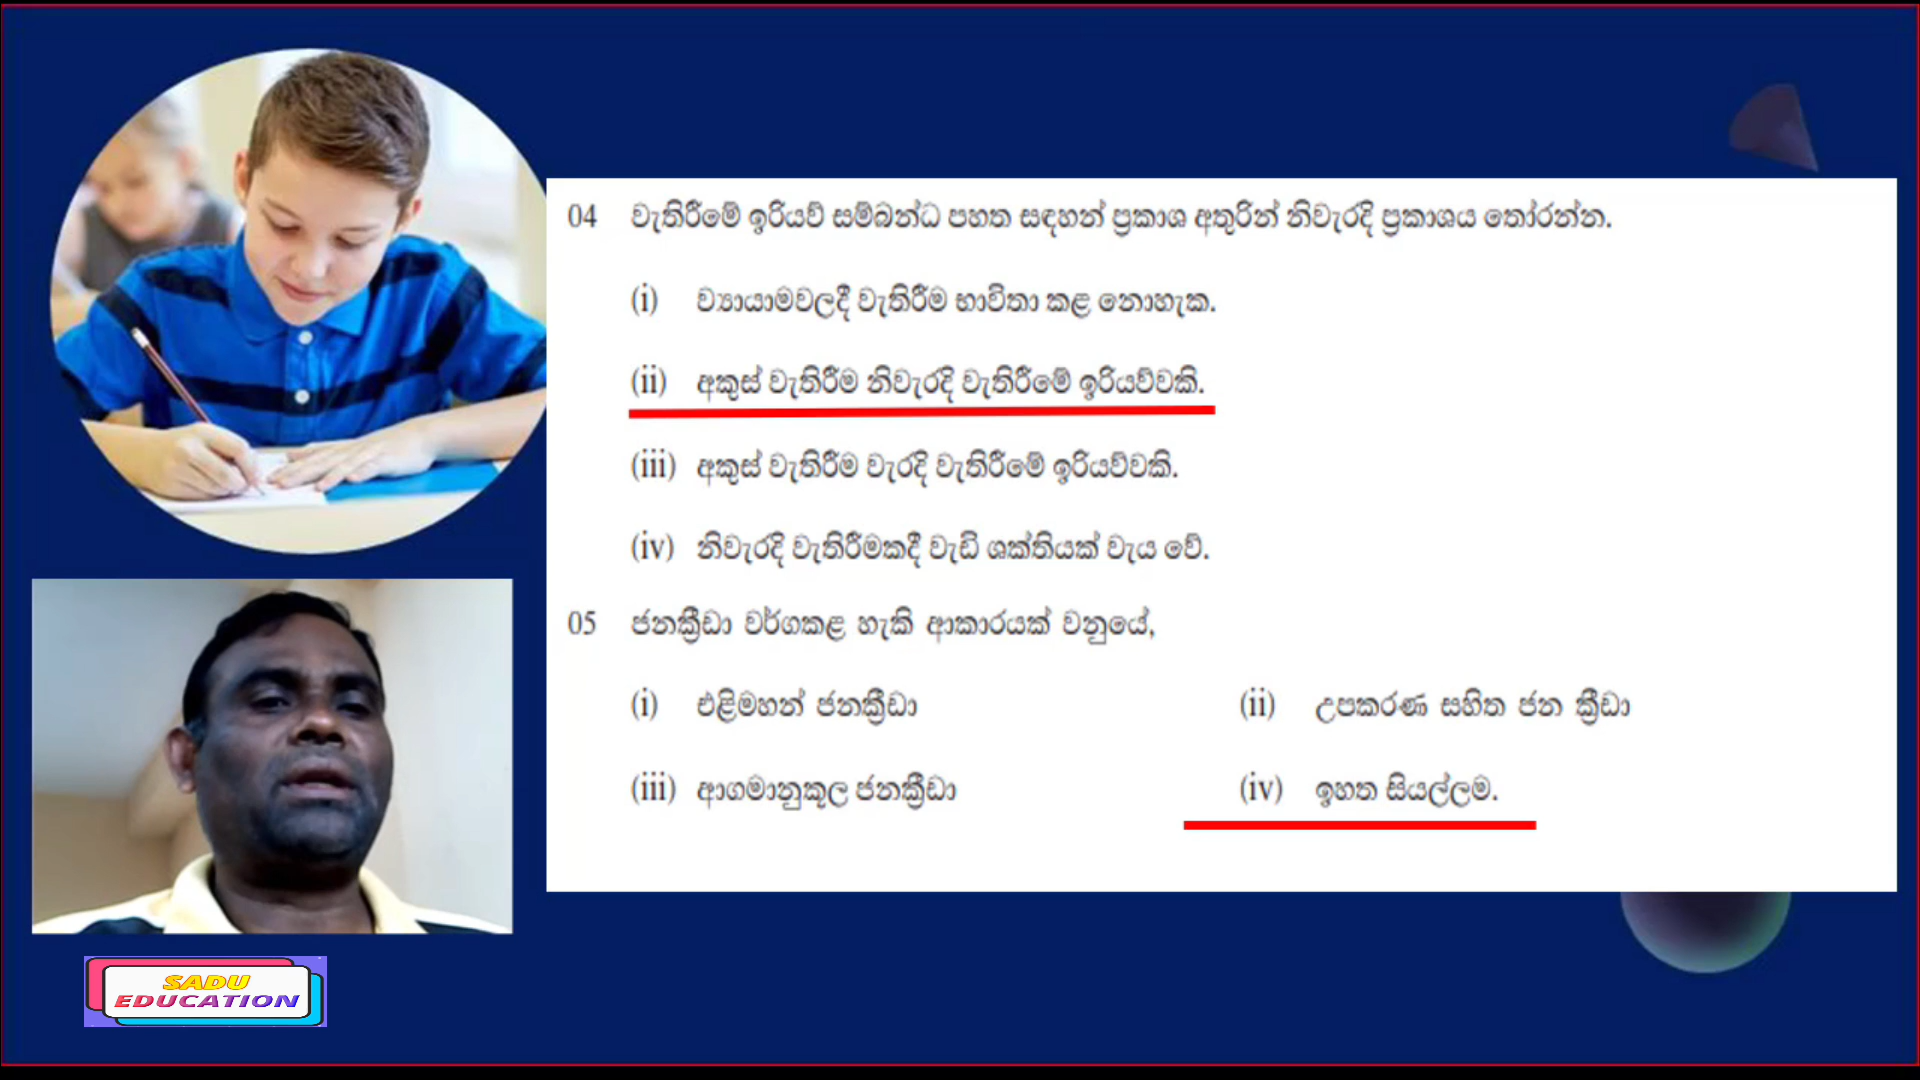 04 වැතිරීමේ ඉරියව් සම්බන්ධ පහත සඳහන් ප්‍රකාශ අතුරින් නිවැරදි ප්‍රකාශය තෝරන්න.
(i) ව්‍යායාමවලදී වැතිරීම භාවිතා කළ නොහැක.
(ii) අකුස් වැතිරීම නිවැරදි වැතිරීමේ ඉරියව්වකි.
(iii) අකුස් වැතිරීම වැරදි වැතිරීමේ ඉරියව්වකි.
(iv) නිවැරදි වැතිරීමකදී වැඩි ශක්තියක් වැය වේ.
05 ජනක්‍රීඩා වර්ගකළ හැකි ආකාරයක් වනුයේ,
(i) එළිමහන් ජනක්‍රීඩා (ii) උපකරණ සහිත ජන ක්‍රීඩා
(iii) ආගමානුකූල ජනක්‍රීඩා (iv) ඉහත සියල්ලම.
SADU
EDUCATION